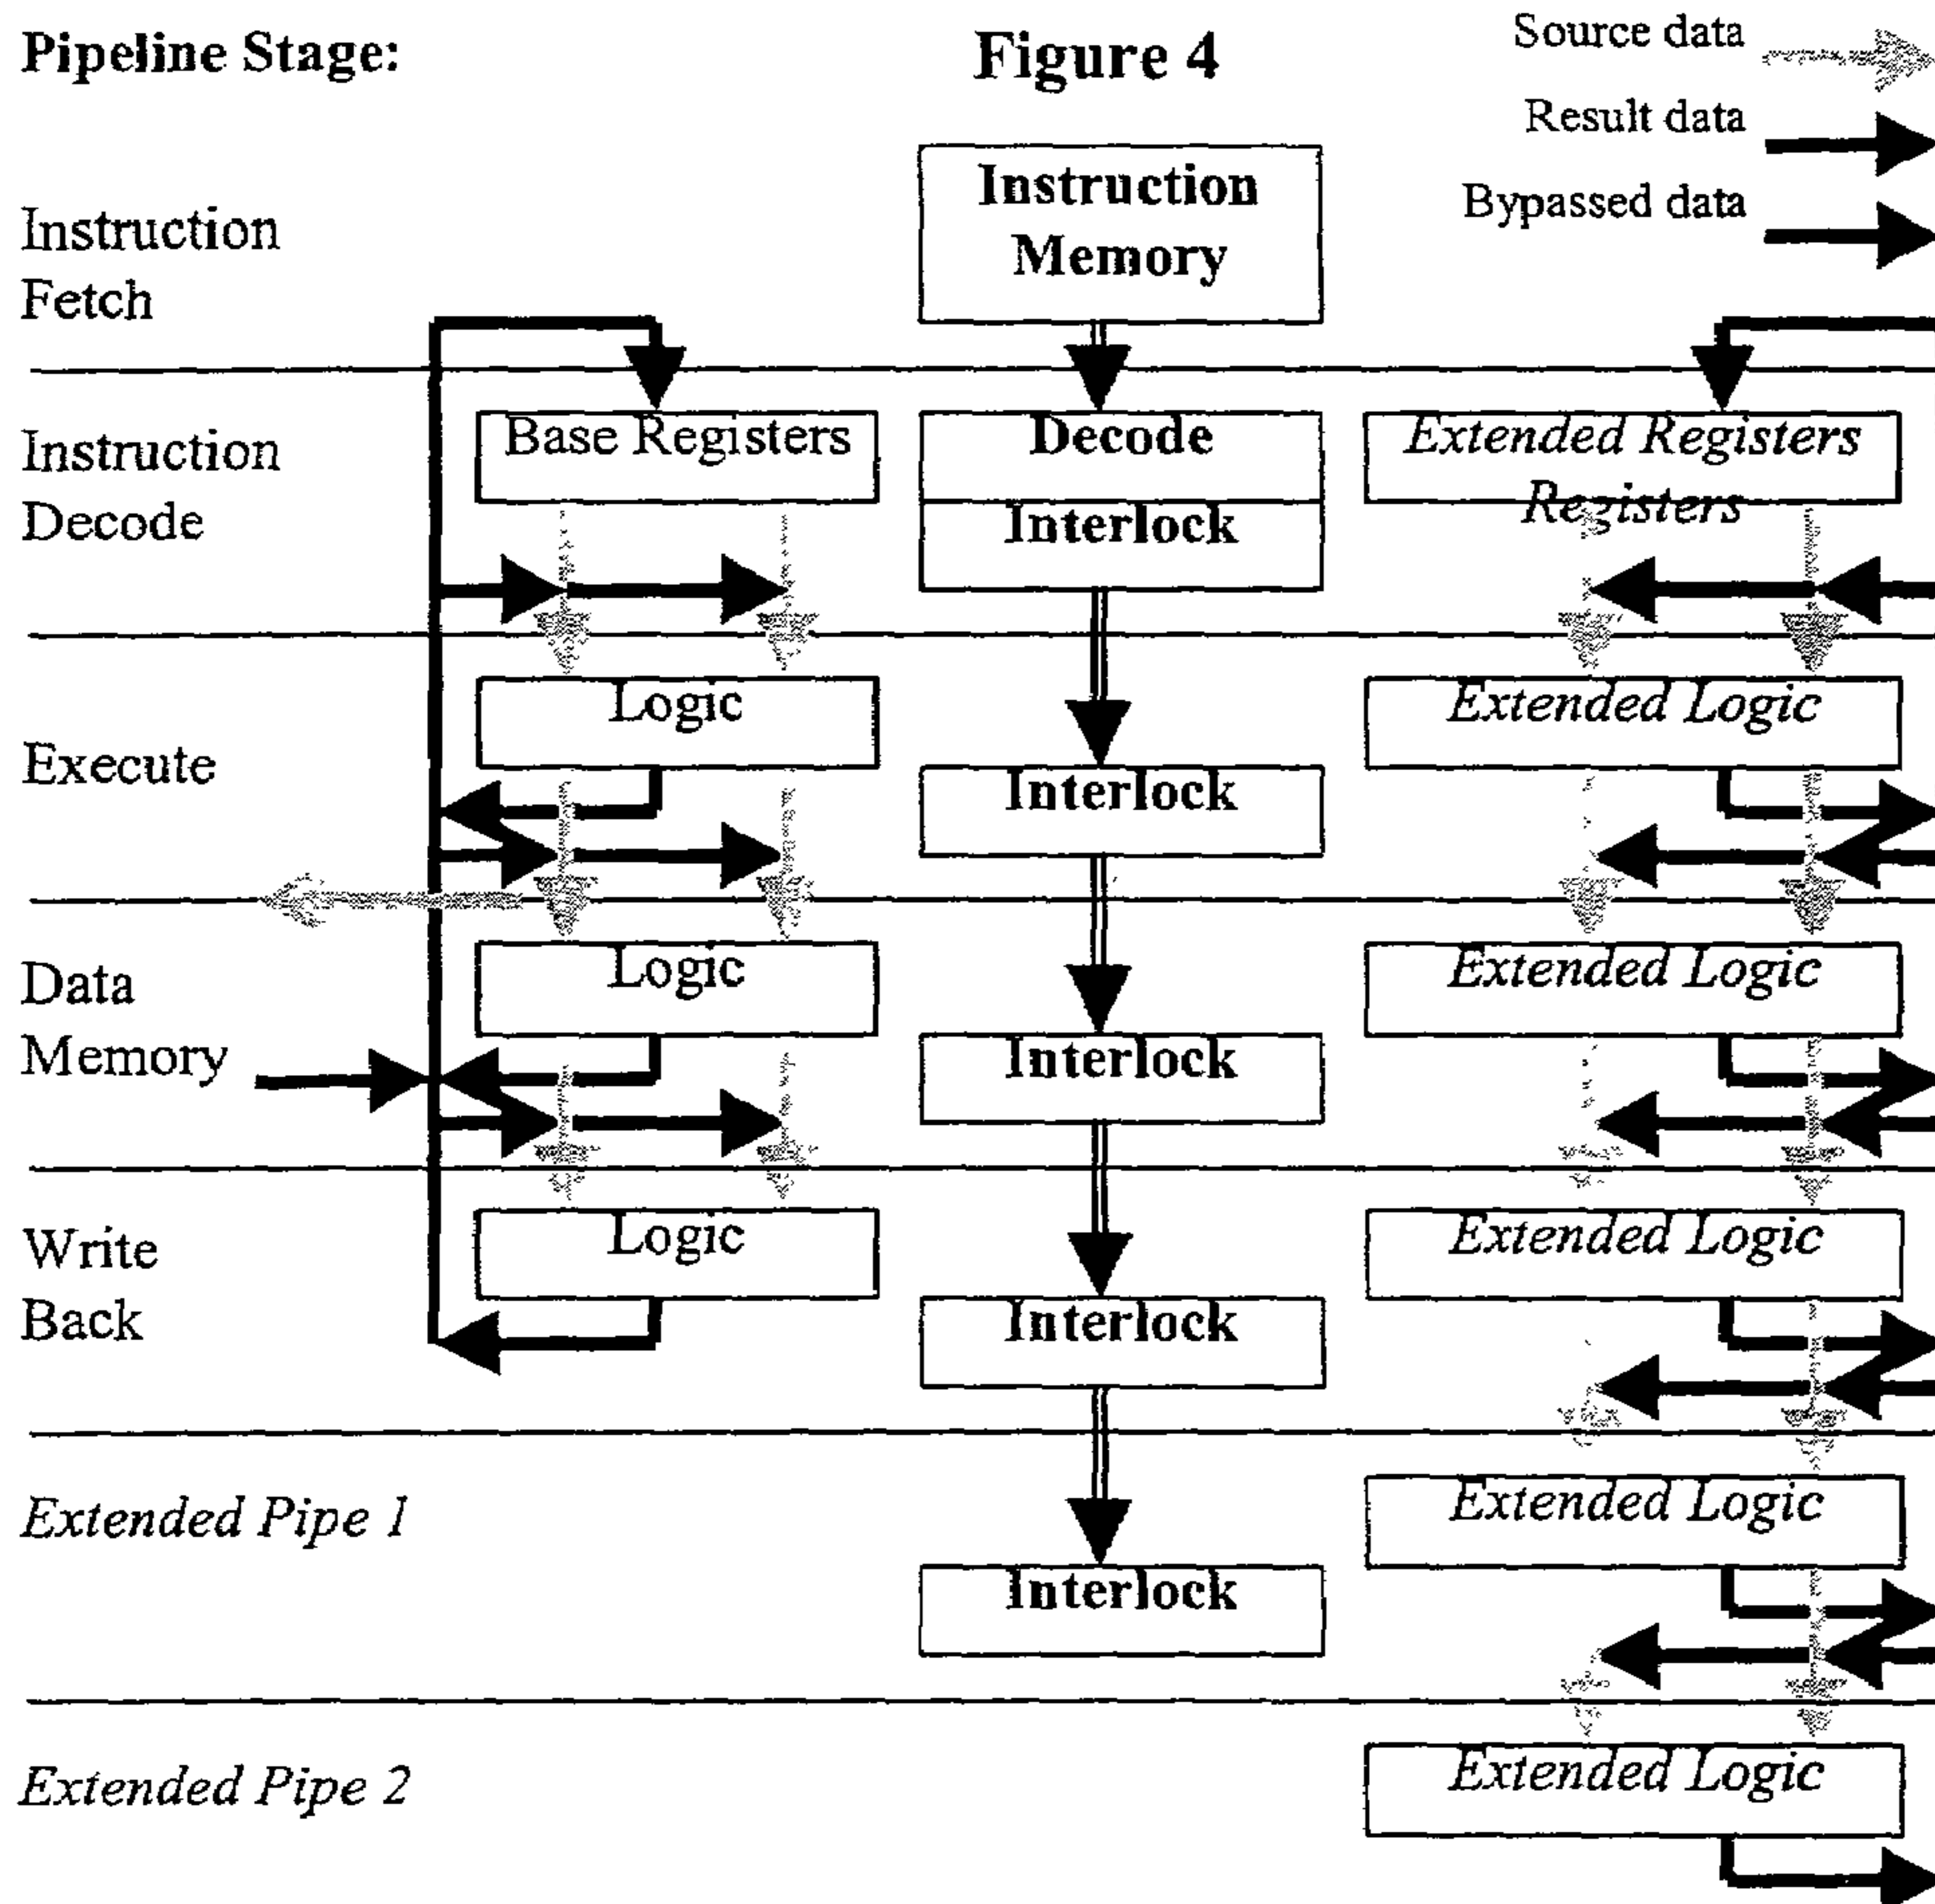 Pipeline Stage:
Figure 4
Source data
Result data
Bypassed data
Instruction
Fetch
Instruction
Memory
Instruction
Decode
Base Registers
Decode
Interlock
Extended Registers
Registers
Execute
Logic
Interlock
Extended Logic
Data
Memory
Logic
Interlock
Extended Logic
Write
Back
Logic
Interlock
Extended Logic
Extended Pipe 1
Interlock
Extended Logic
Extended Pipe 2
Extended Logic